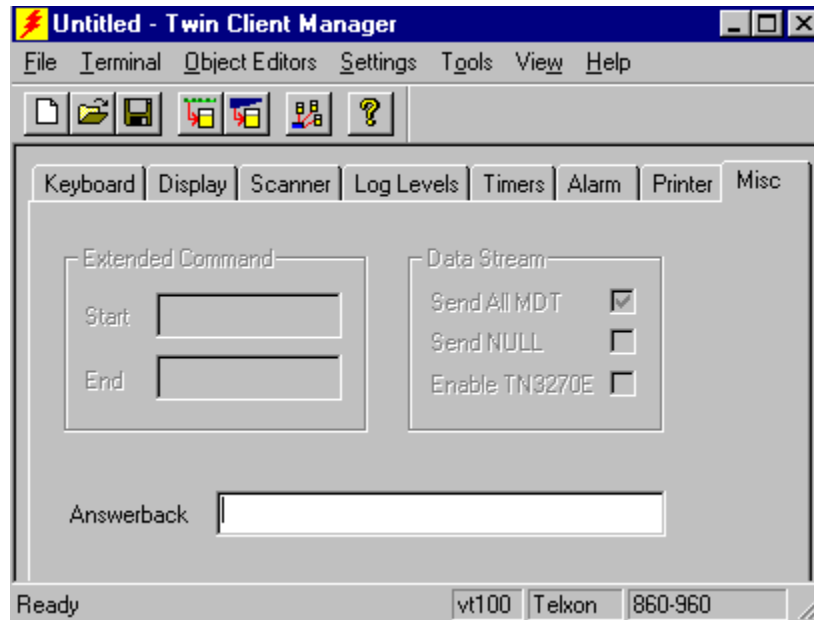 Untitled - Twin Client Manager
File Terminal Object Editors Settings Tools View Help
Keyboard Display Scanner Log Levels Timers Alarm Printer Misc
Extended Command
Start
End
Data Stream
Send All MDT
Send NULL
Enable TN3270E
Answerback
Ready vt100 Telxon 860-960